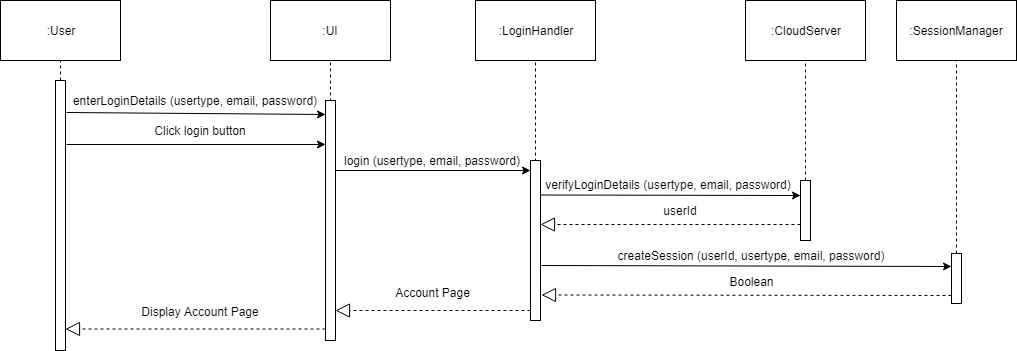 :User
:UI
:LoginHandler
:CloudServer
:SessionManager
enterLoginDetails (usertype, email, password)
Click login button
login (usertype, email, password)
verifyLoginDetails (usertype, email, password)
userId
createSession (userId, usertype, email, password)
Boolean
Account Page
Display Account Page